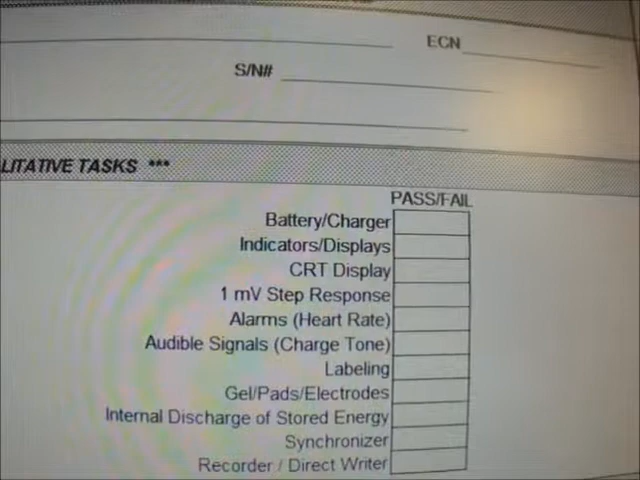 ECN
S/N#
LITATIVE TASKS ***
PASS/FAIL
Battery/Charger
Indicators/Displays
CRT Display
1 mV Step Response
Alarms (Heart Rate)
Audible Signals (Charge Tone)
Labeling
Gel/Pads/Electrodes
Internal Discharge of Stored Energy
Synchronizer
Recorder / Direct Writer